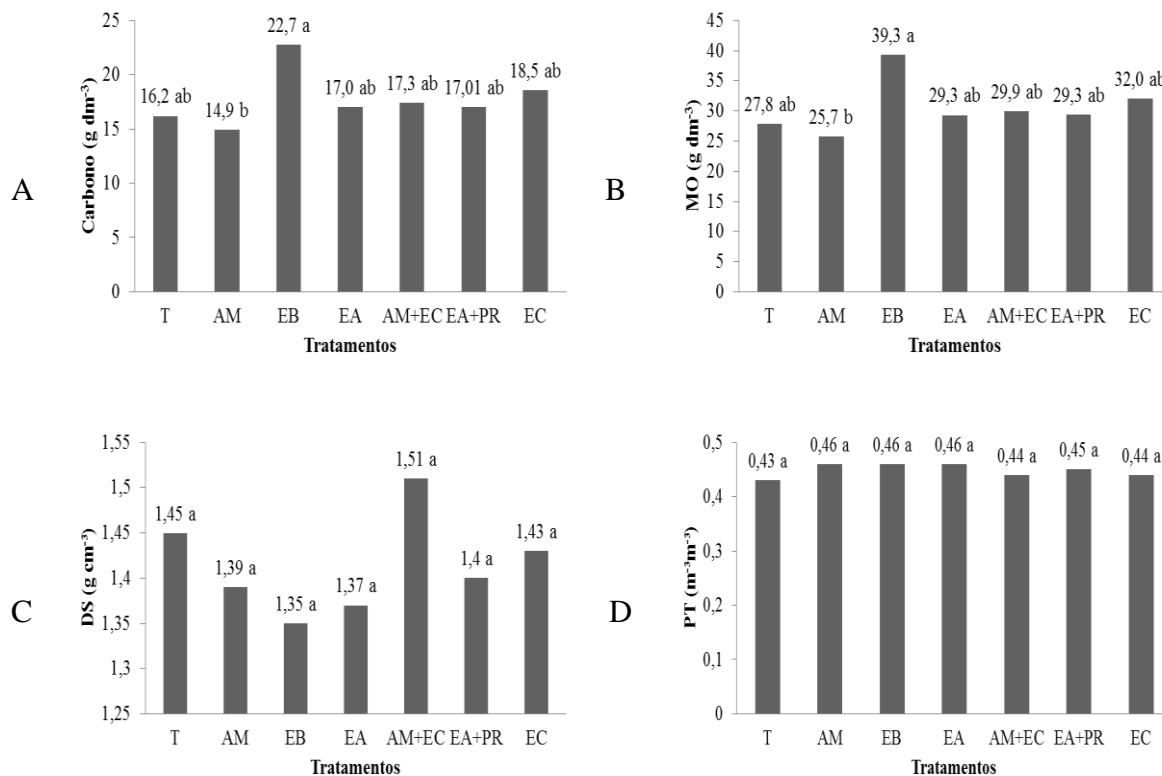 A
Carbono (g dm⁻³)
25
20
15
10
5
0
16,2 ab
14,9 b
22,7 a
17,0 ab
17,3 ab
17,01 ab
18,5 ab
T AM EB EA AM+EC EA+PR EC
Tratamentos
B
MO (g dm⁻³)
45
40
35
30
25
20
15
10
5
0
27,8 ab
25,7 b
39,3 a
29,3 ab
29,9 ab
29,3 ab
32,0 ab
T AM EB EA AM+EC EA+PR EC
Tratamentos
C
DS (g cm⁻³)
1,55
1,5
1,45
1,4
1,35
1,3
1,25
1,45 a
1,39 a
1,35 a
1,37 a
1,51 a
1,4 a
1,43 a
T AM EB EA AM+EC EA+PR EC
Tratamentos
D
PT (m⁻³m⁻³)
0,5
0,4
0,3
0,2
0,1
0
0,43 a
0,46 a
0,46 a
0,46 a
0,44 a
0,45 a
0,44 a
T AM EB EA AM+EC EA+PR EC
Tratamentos